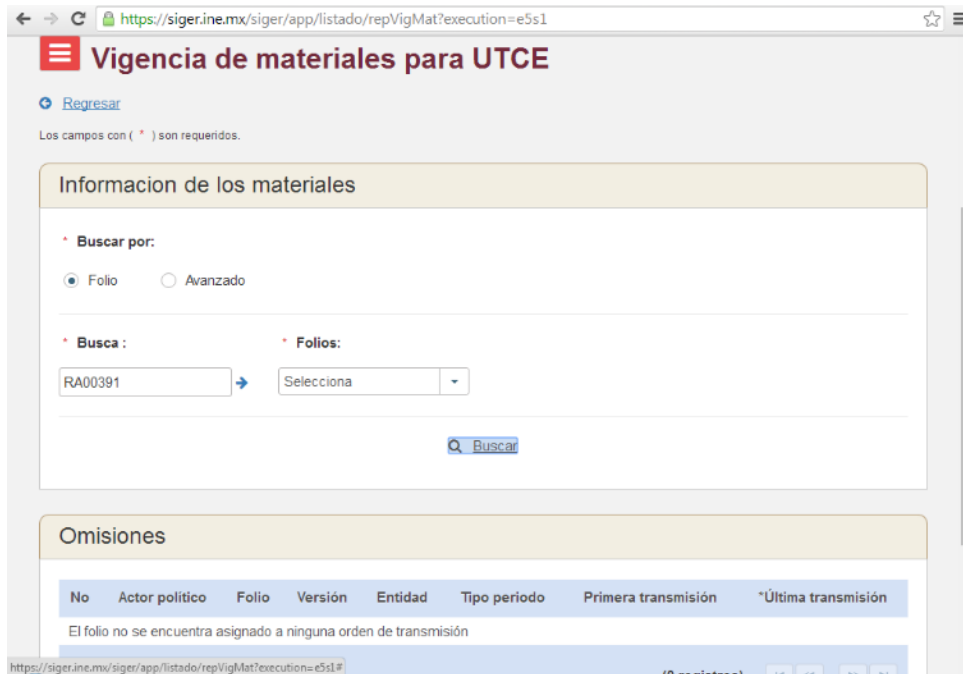 https://siger.ine.mx/siger/app/listado/repVigMat?execution=e5s1
Vigencia de materiales para UTCE
Regresar
Los campos con ( * ) son requeridos.
Informacion de los materiales
* Buscar por:
Folio Avanzado
* Busca : * Folios:
RA00391 Selecciona
Buscar
Omisiones
No Actor politico Folio Versión Entidad Tipo periodo Primera transmisión *Última transmisión
El folio no se encuentra asignado a ninguna orden de transmisión
https://siger.ine.mx/siger/app/listado/repVigMat?execution=e5s1#